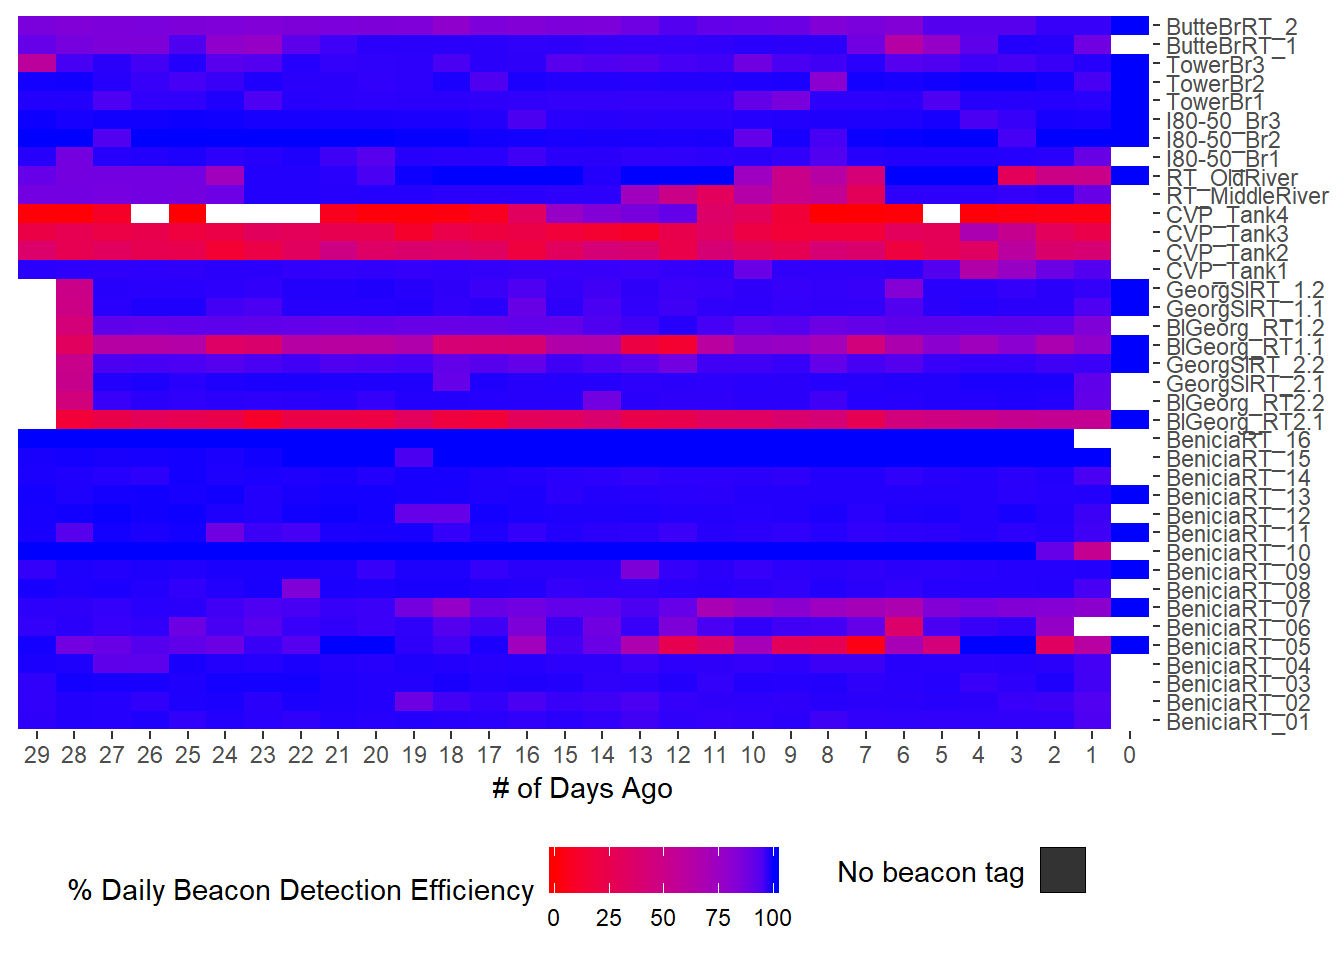 ButteBrRT_2
ButteBrRT_1
TowerBr3
TowerBr2
TowerBr1
I80-50_Br3
I80-50_Br2
I80-50_Br1
RT_OldRiver
RT_MiddleRiver
CVP_Tank4
CVP_Tank3
CVP_Tank2
CVP_Tank1
GeorgSlRT_1.2
GeorgSlRT_1.1
BlGeorg_RT1.2
BlGeorg_RT1.1
GeorgSlRT_2.2
GeorgSlRT_2.1
BlGeorg_RT2.2
BlGeorg_RT2.1
BeniciaRT_16
BeniciaRT_15
BeniciaRT_14
BeniciaRT_13
BeniciaRT_12
BeniciaRT_11
BeniciaRT_10
BeniciaRT_09
BeniciaRT_08
BeniciaRT_07
BeniciaRT_06
BeniciaRT_05
BeniciaRT_04
BeniciaRT_03
BeniciaRT_02
BeniciaRT_01
29 28 27 26 25 24 23 22 21 20 19 18 17 16 15 14 13 12 11 10 9 8 7 6 5 4 3 2 1 0
# of Days Ago
% Daily Beacon Detection Efficiency
0 25 50 75 100
No beacon tag